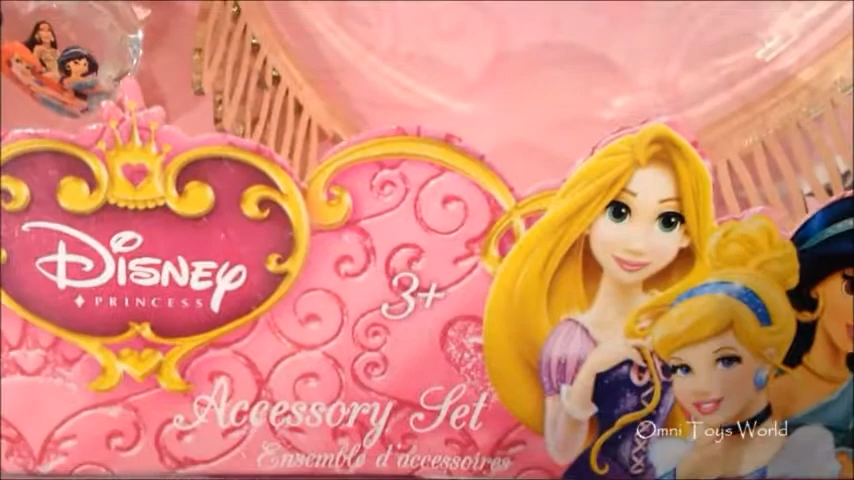 Disney
PRINCESS
3+
Accessory Set
Ensemble d'accessoires
Omni Toys World